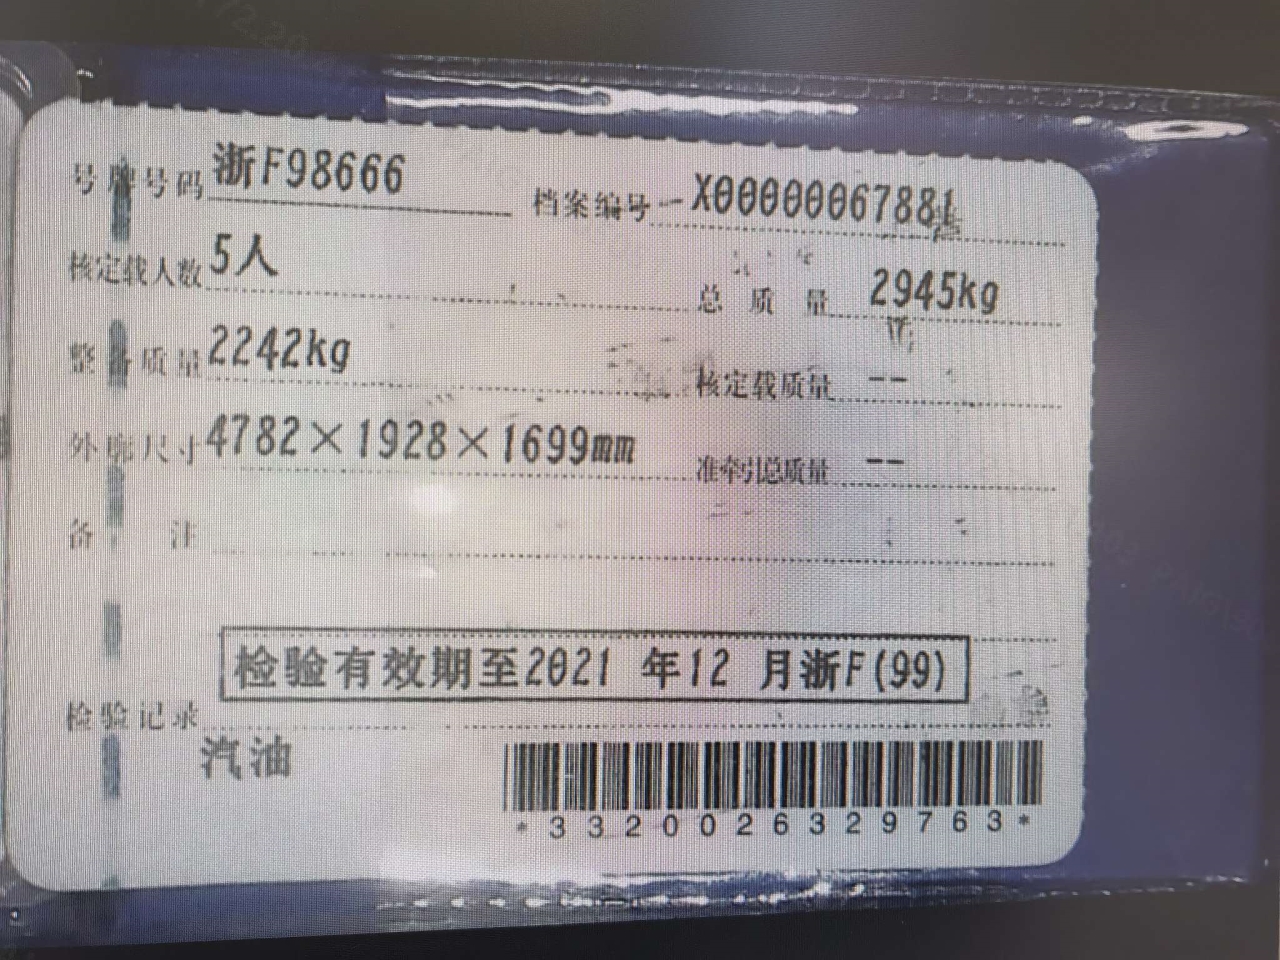 号牌号码 浙F98666 档案编号 X00000067881
核定载人数 5人 总质量 2945kg
整备质量 2242kg 核定载质量 --
外廓尺寸 4782×1928×1699mm 准牵引总质量 --
备注
检验有效期至2021 年12 月浙F(99)
检验记录
汽油
*3320026329763*